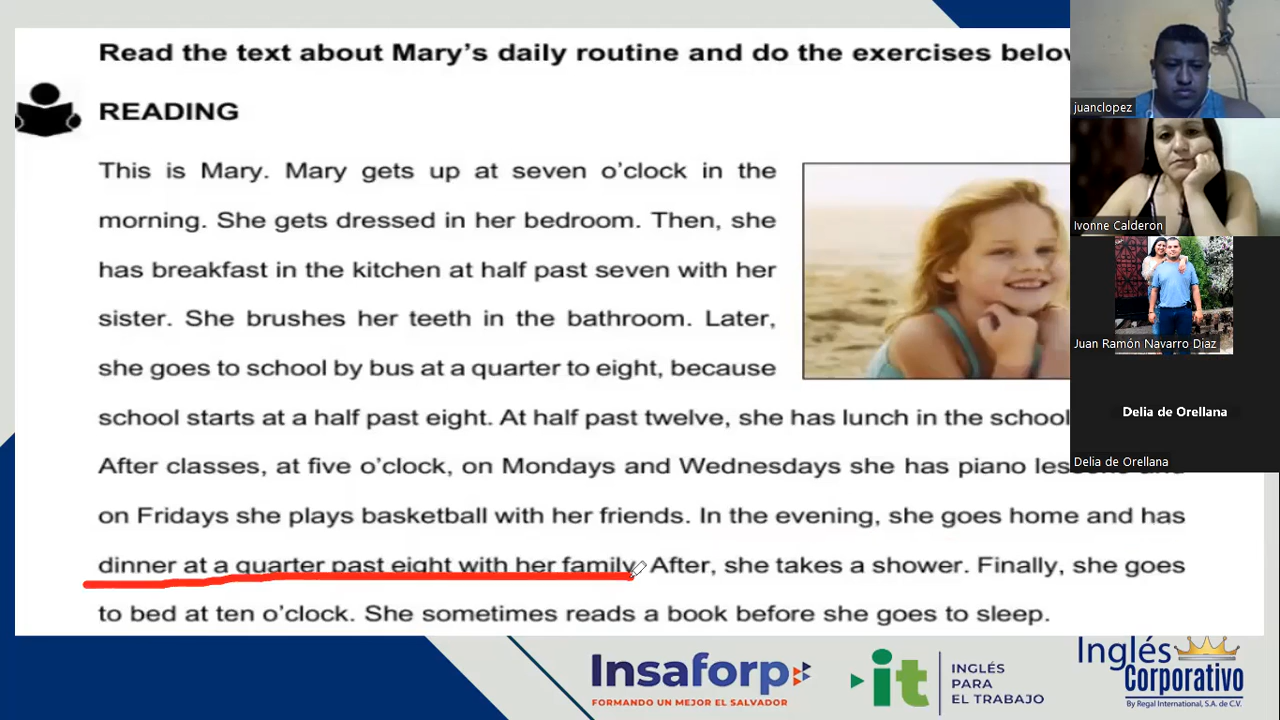 Read the text about Mary's daily routine and do the exercises below
READING
This is Mary. Mary gets up at seven o'clock in the
morning. She gets dressed in her bedroom. Then, she
has breakfast in the kitchen at half past seven with her
sister. She brushes her teeth in the bathroom. Later,
she goes to school by bus at a quarter to eight, because
school starts at a half past eight. At half past twelve, she has lunch in the school
After classes, at five o'clock, on Mondays and Wednesdays she has piano lessons and
on Fridays she plays basketball with her friends. In the evening, she goes home and has
dinner at a quarter past eight with her family. After, she takes a shower. Finally, she goes
to bed at ten o'clock. She sometimes reads a book before she goes to sleep.
juanclopez
Ivonne Calderon
Juan Ramón Navarro Diaz
Delia de Orellana
Delia de Orellana
Insaforp
FORMANDO UN MEJOR EL SALVADOR
it
INGLÉS
PARA
EL TRABAJO
Inglés
Corporativo
By Regal International, S.A. de C.V.